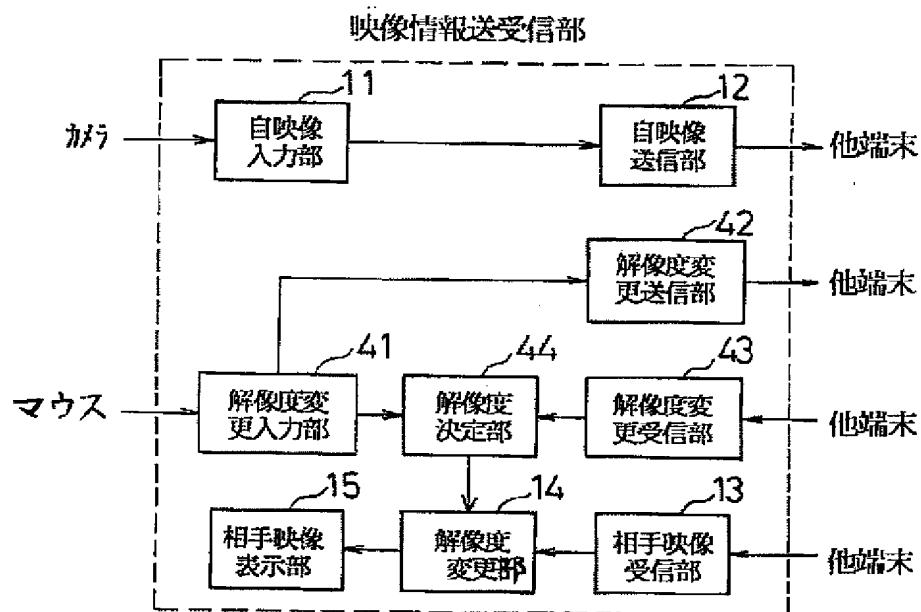 映像情報送受信部
11
12
カメラ
自映像
入力部
自映像
送信部
他端末
42
解像度変
更送信部
他端末
41
44
43
マウス
解像度変
更入力部
解像度
決定部
解像度変
更受信部
他端末
15
14
13
相手映像
表示部
解像度
変更部
相手映像
受信部
他端末